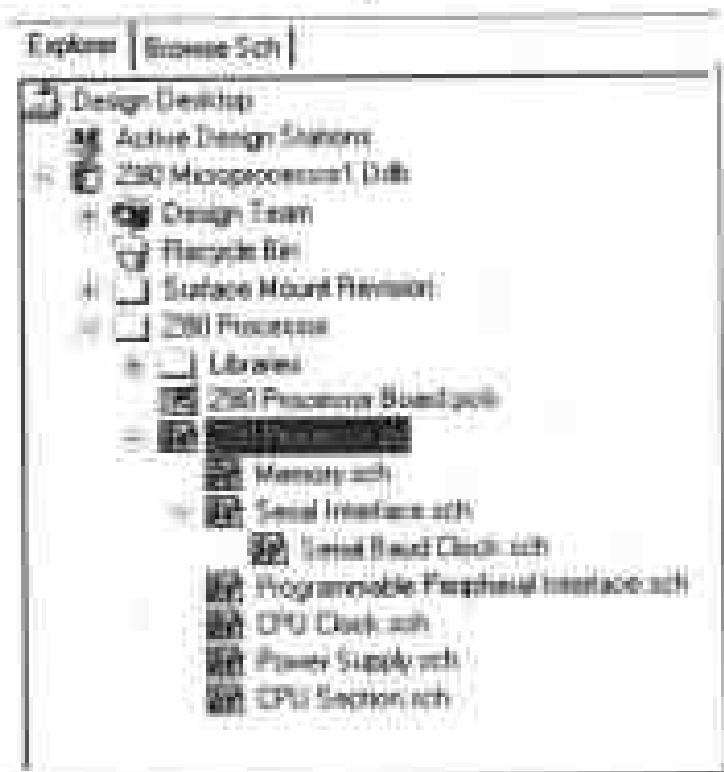 Explorer Browse Sch
Design Desktop
Active Design Stations
Z80 Microprocessor1.Ddb
Design Team
Recycle Bin
Surface Mount Revision
Z80 Processor
Libraries
Z80 Processor Board.pcb
Memory.sch
Serial Interface.sch
Serial Baud Clock.sch
Programmable Peripheral Interface.sch
CPU Clock.sch
Power Supply.sch
CPU Section.sch